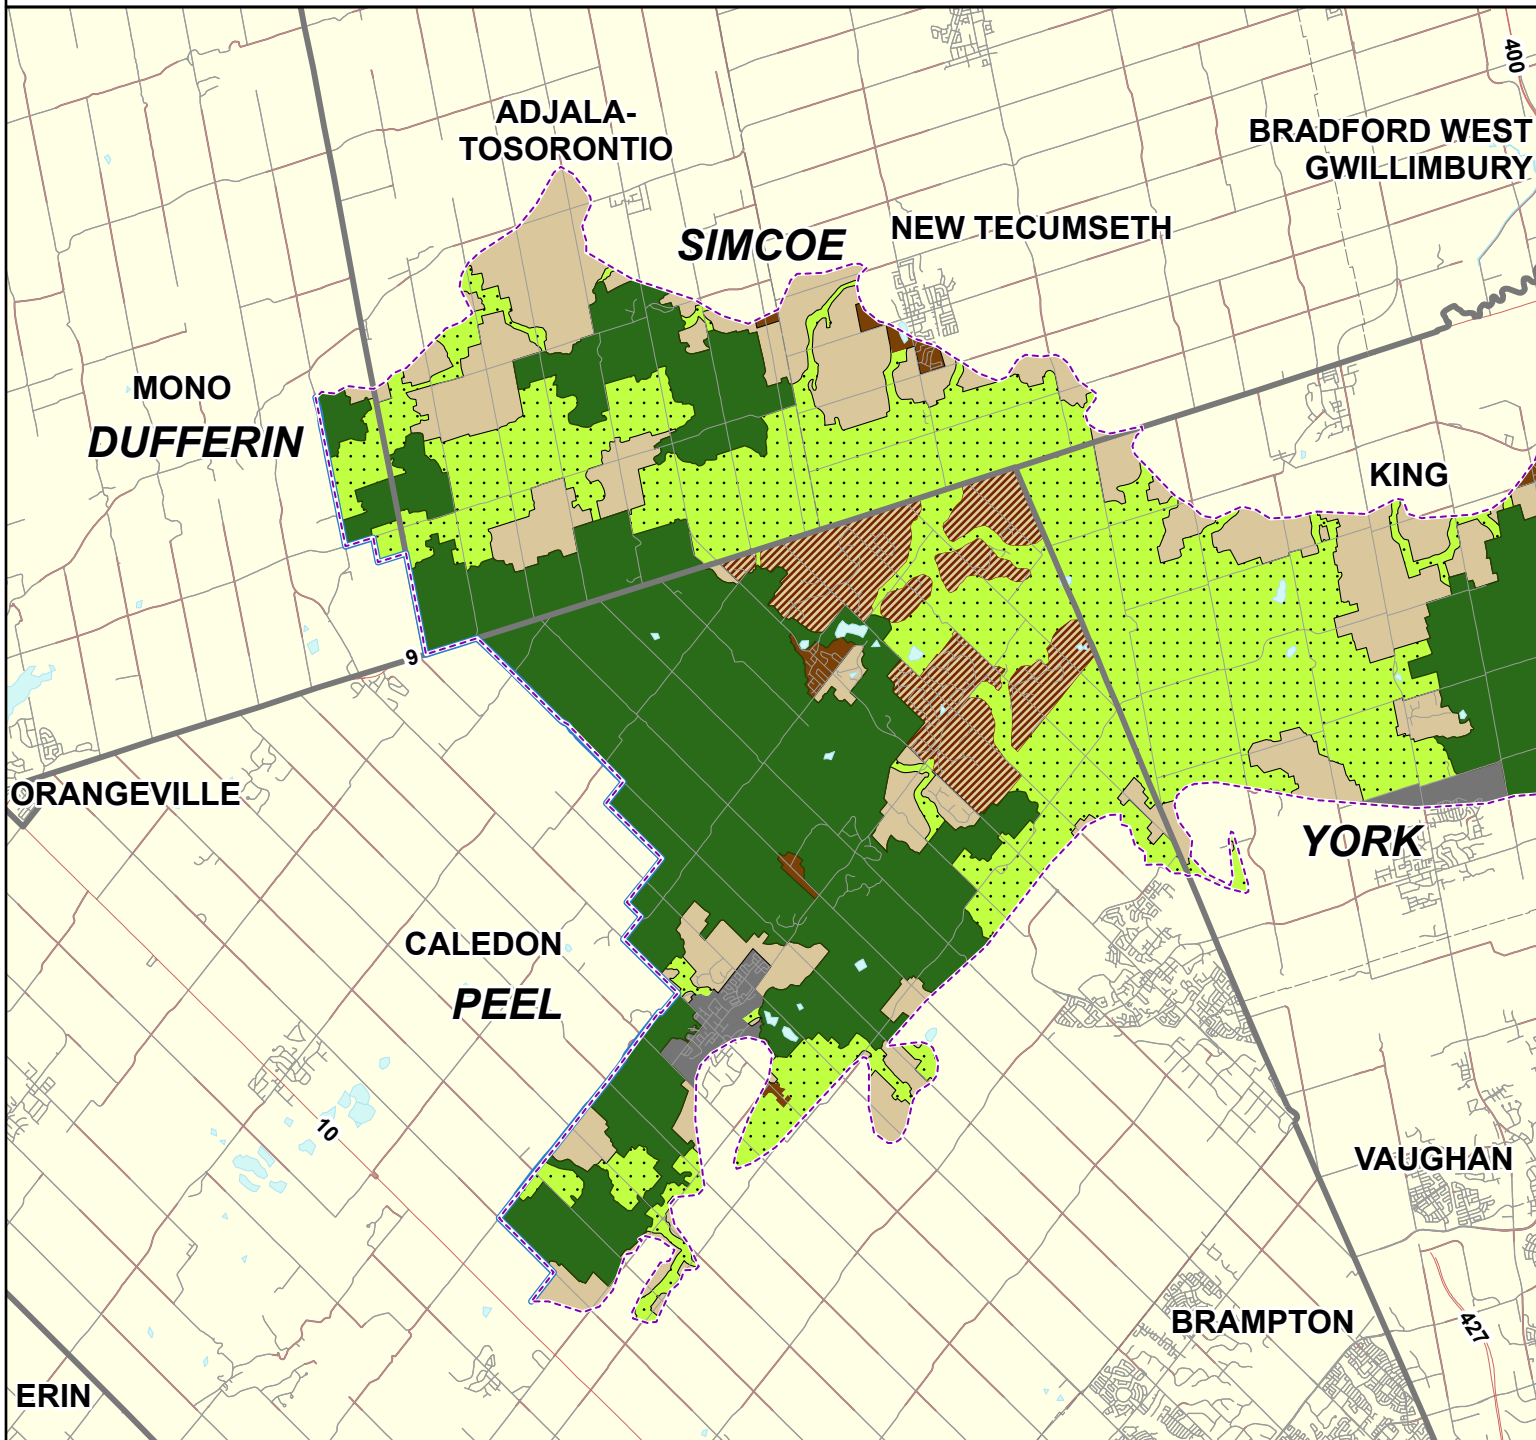 400
ADJALA-
TOSORONTIO
BRADFORD WEST
GWILLIMBURY
SIMCOE
NEW TECUMSETH
MONO
DUFFERIN
KING
9
ORANGEVILLE
YORK
CALEDON
PEEL
10
VAUGHAN
BRAMPTON
427
ERIN